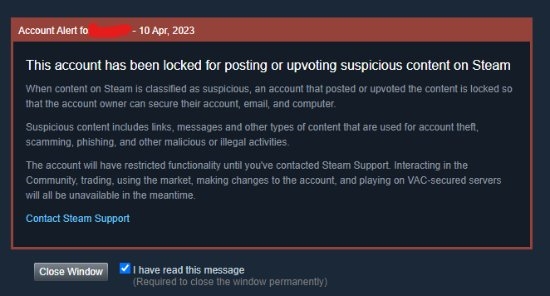 Account Alert fo - 10 Apr, 2023
This account has been locked for posting or upvoting suspicious content on Steam
When content on Steam is classified as suspicious, an account that posted or upvoted the content is locked so
that the account owner can secure their account, email, and computer.
Suspicious content includes links, messages and other types of content that are used for account theft,
scamming, phishing, and other malicious or illegal activities.
The account will have restricted functionality until you've contacted Steam Support. Interacting in the
Community, trading, using the market, making changes to the account, and playing on VAC-secured servers
will all be unavailable in the meantime.
Contact Steam Support
Close Window
I have read this message
(Required to close the window permanently)